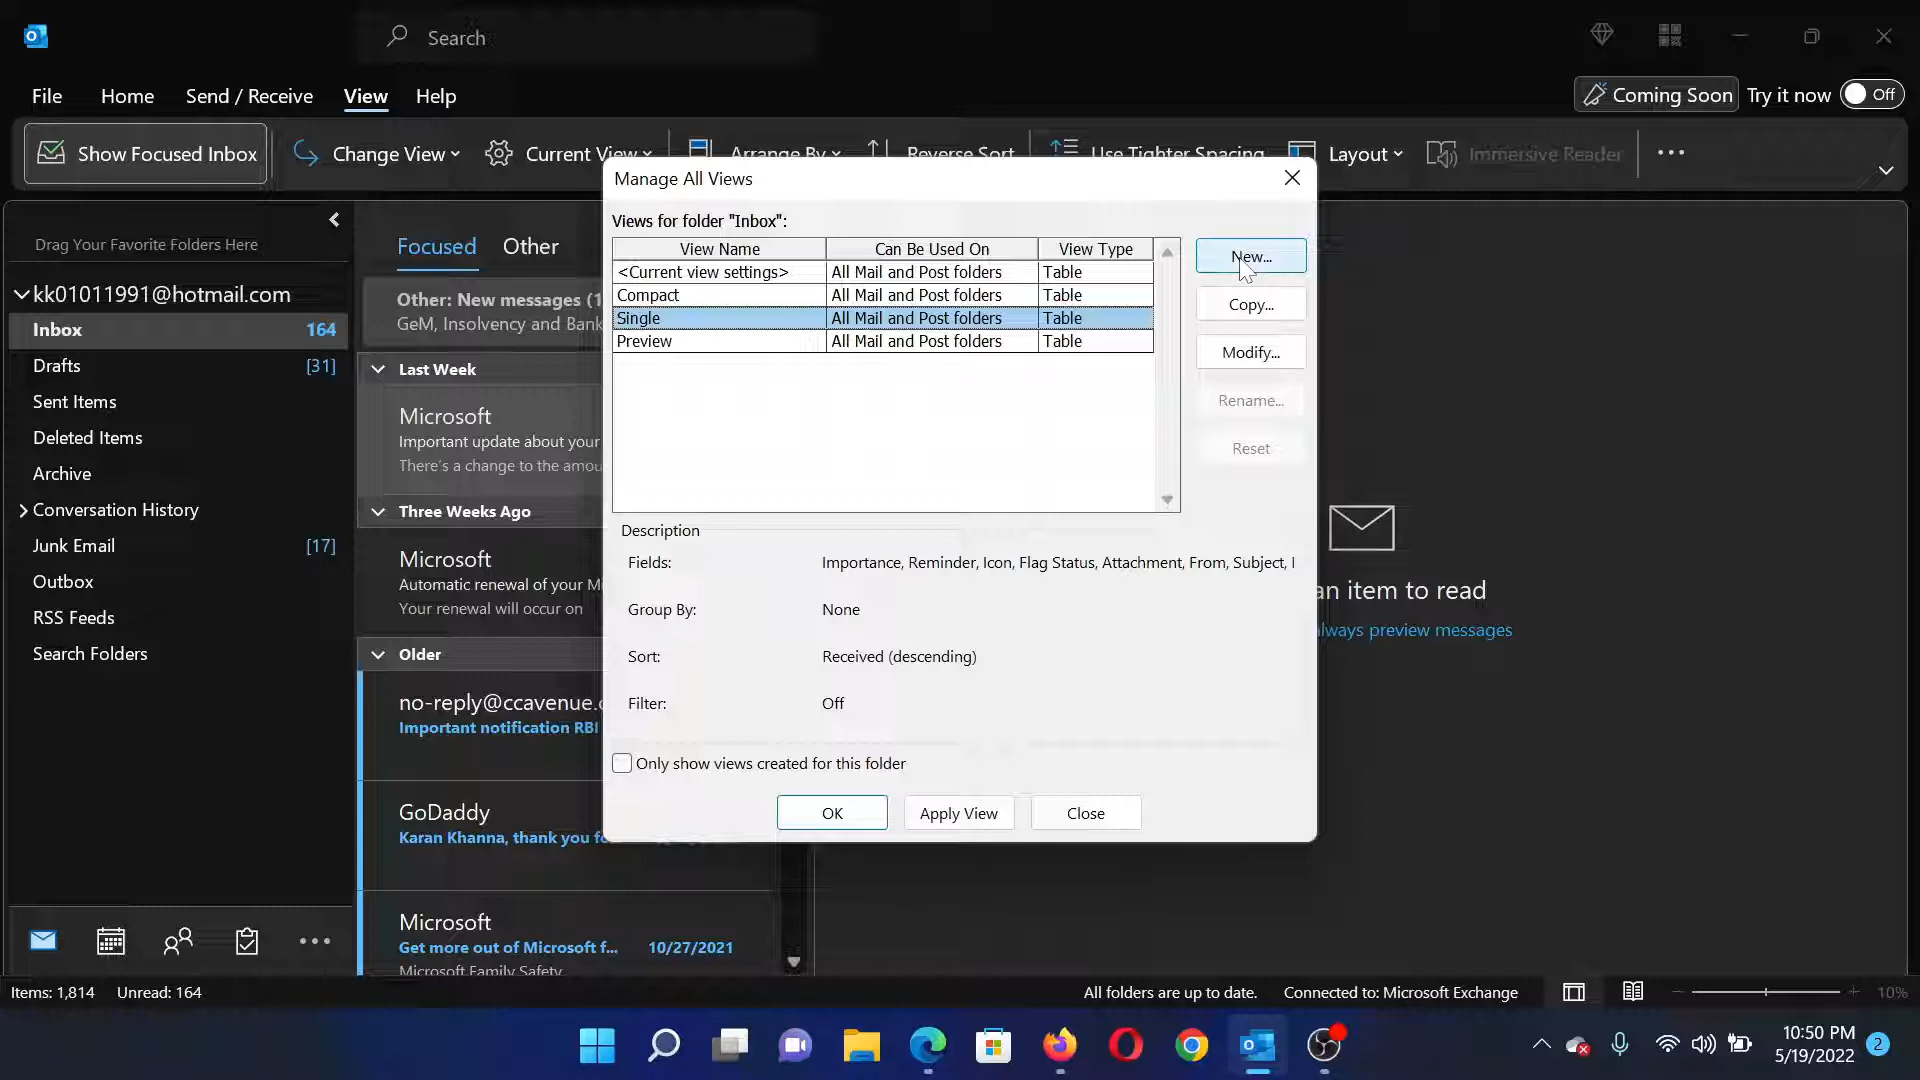 Search
File Home Send / Receive View Help
Coming Soon Try it now Off
Show Focused Inbox Change View Current View Arrange By Reverse Sort Use Tighter Spacing Layout Immersive Reader
Drag Your Favorite Folders Here
kk01011991@hotmail.com
Inbox 164
Drafts [31]
Sent Items
Deleted Items
Archive
Conversation History
Junk Email [17]
Outbox
RSS Feeds
Search Folders
Focused Other
Other: New messages (1
GeM, Insolvency and Bank
Last Week
Microsoft
Important update about your
There's a change to the amou
Three Weeks Ago
Microsoft
Automatic renewal of your Mi
Your renewal will occur on
Older
no-reply@ccavenue.c
Important notification RBI
GoDaddy
Karan Khanna, thank you fo
Microsoft
Get more out of Microsoft f... 10/27/2021
Microsoft Family Safety
Manage All Views
Views for folder "Inbox":
View Name Can Be Used On View Type
<Current view settings> All Mail and Post folders Table
Compact All Mail and Post folders Table
Single All Mail and Post folders Table
Preview All Mail and Post folders Table
New...
Copy...
Modify...
Rename...
Reset
Description
Fields: Importance, Reminder, Icon, Flag Status, Attachment, From, Subject, I
Group By: None
Sort: Received (descending)
Filter: Off
Only show views created for this folder
OK Apply View Close
an item to read
always preview messages
Items: 1,814 Unread: 164
All folders are up to date. Connected to: Microsoft Exchange 10%
10:50 PM
5/19/2022 2